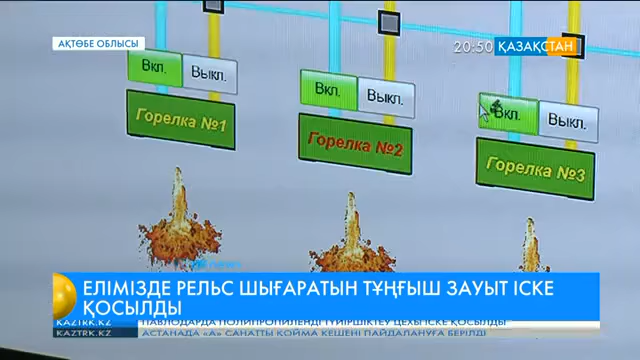 АҚТӨБЕ ОБЛЫСЫ
20:50 ҚАЗАҚСТАН
Вкл. Выкл.
Горелка №1
Вкл. Выкл.
Горелка №2
Вкл. Выкл.
Горелка №3
ЕЛІМІЗДЕ РЕЛЬС ШЫҒАРАТЫН ТҰҢҒЫШ ЗАУЫТ ІСКЕ
ҚОСЫЛДЫ
KAZTRK.KZ ПАВЛОДАРДА ПОЛИПРОПИЛЕНДІ ТҮЙІРШІКТЕУ ЦЕХЫ ІСКЕ ҚОСЫЛДЫ
KAZTRK.KZ АСТАНАДА «А» САНАТТЫ ҚОЙМА КЕШЕНІ ПАЙДАЛАНУҒА БЕРІЛДІ